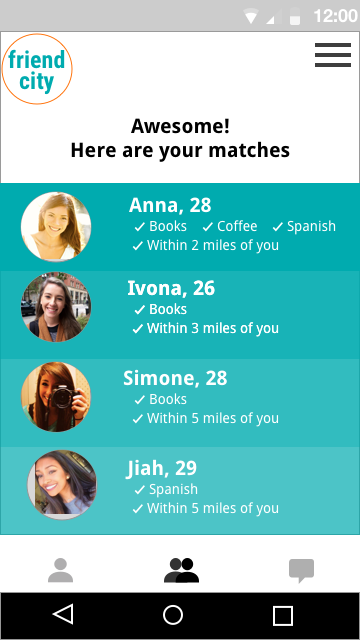 12:00
friend
city
Awesome!
Here are your matches
Anna, 28
Books Coffee Spanish
Within 2 miles of you
Ivona, 26
Books
Within 3 miles of you
Simone, 28
Books
Within 5 miles of you
Jiah, 29
Spanish
Within 5 miles of you